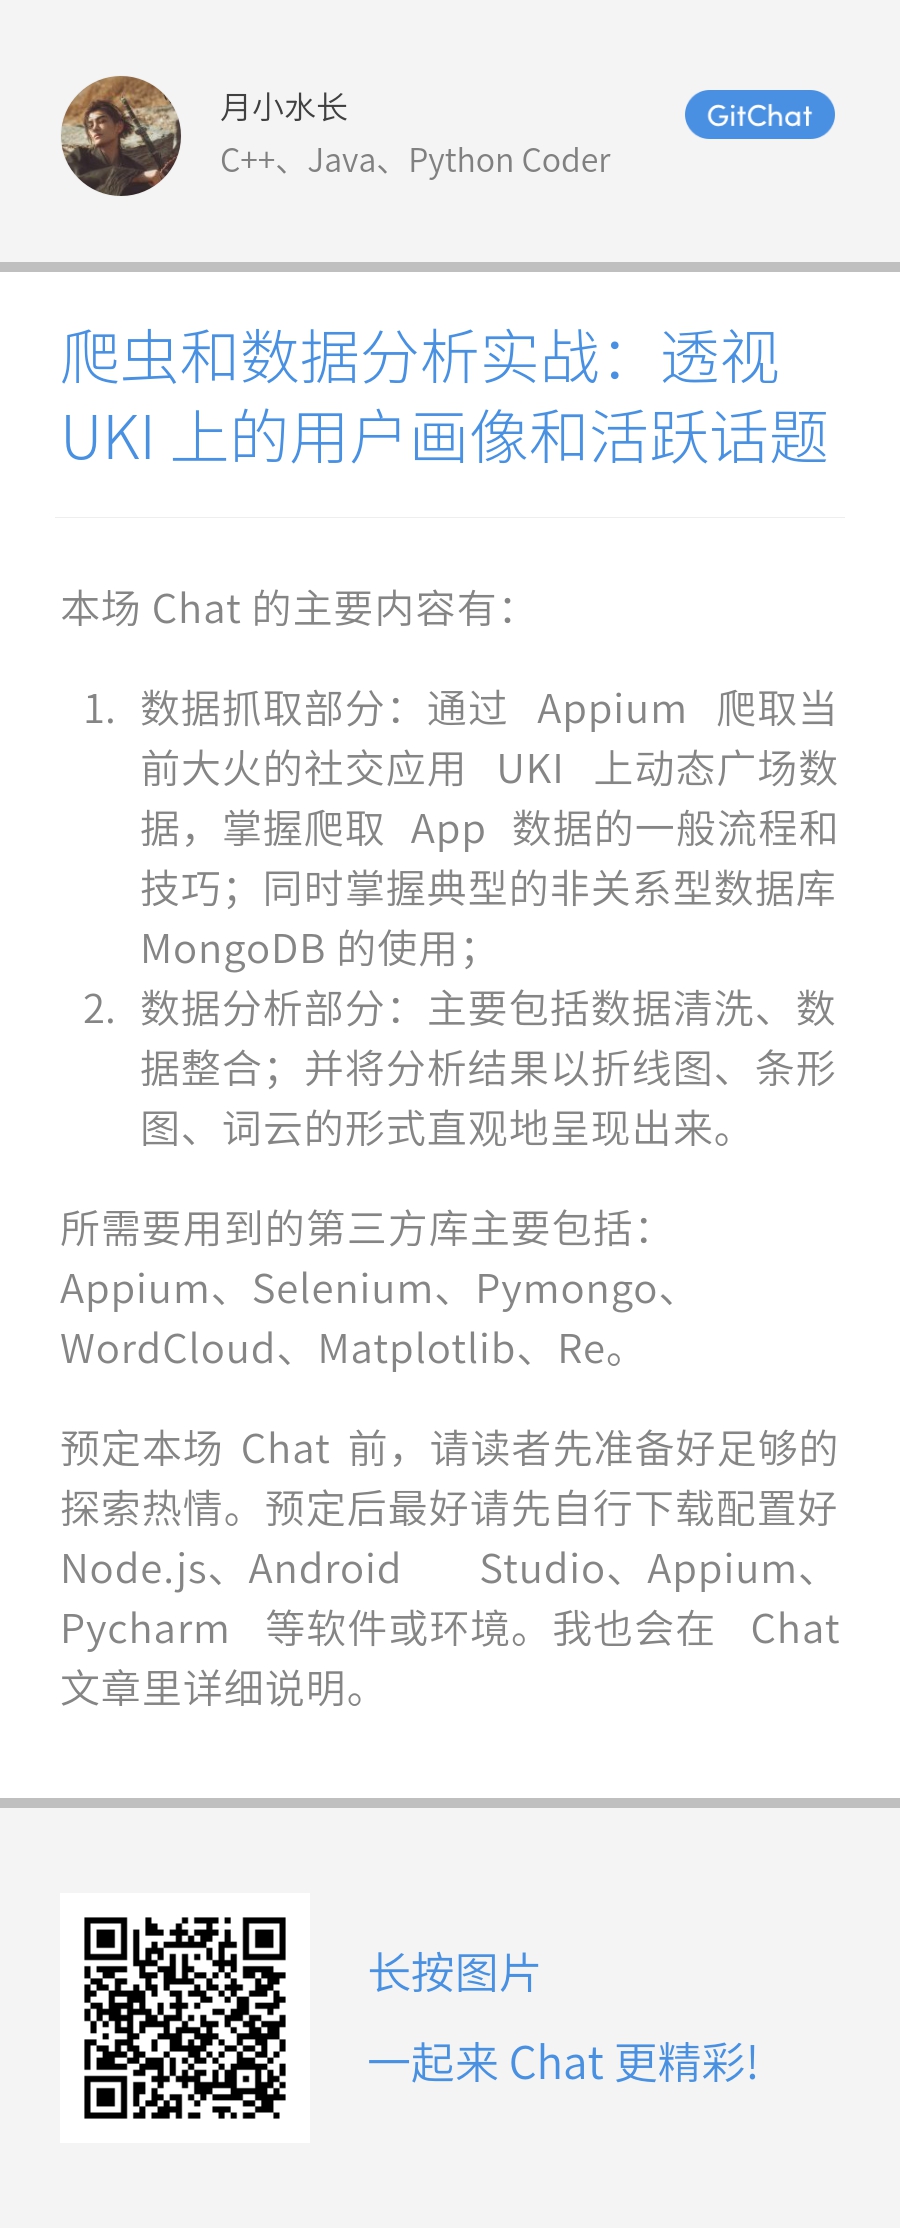 月小水长
GitChat
C++、Java、Python Coder
爬虫和数据分析实战：透视
UKI 上的用户画像和活跃话题
本场 Chat 的主要内容有：
1. 数据抓取部分：通过 Appium 爬取当
前大火的社交应用 UKI 上动态广场数
据，掌握爬取 App 数据的一般流程和
技巧；同时掌握典型的非关系型数据库
MongoDB 的使用；
2. 数据分析部分：主要包括数据清洗、数
据整合；并将分析结果以折线图、条形
图、词云的形式直观地呈现出来。
所需要用到的第三方库主要包括：
Appium、Selenium、Pymongo、
WordCloud、Matplotlib、Re。
预定本场 Chat 前，请读者先准备好足够的
探索热情。预定后最好请先自行下载配置好
Node.js、Android Studio、Appium、
Pycharm 等软件或环境。我也会在 Chat
文章里详细说明。
长按图片
一起来 Chat 更精彩!